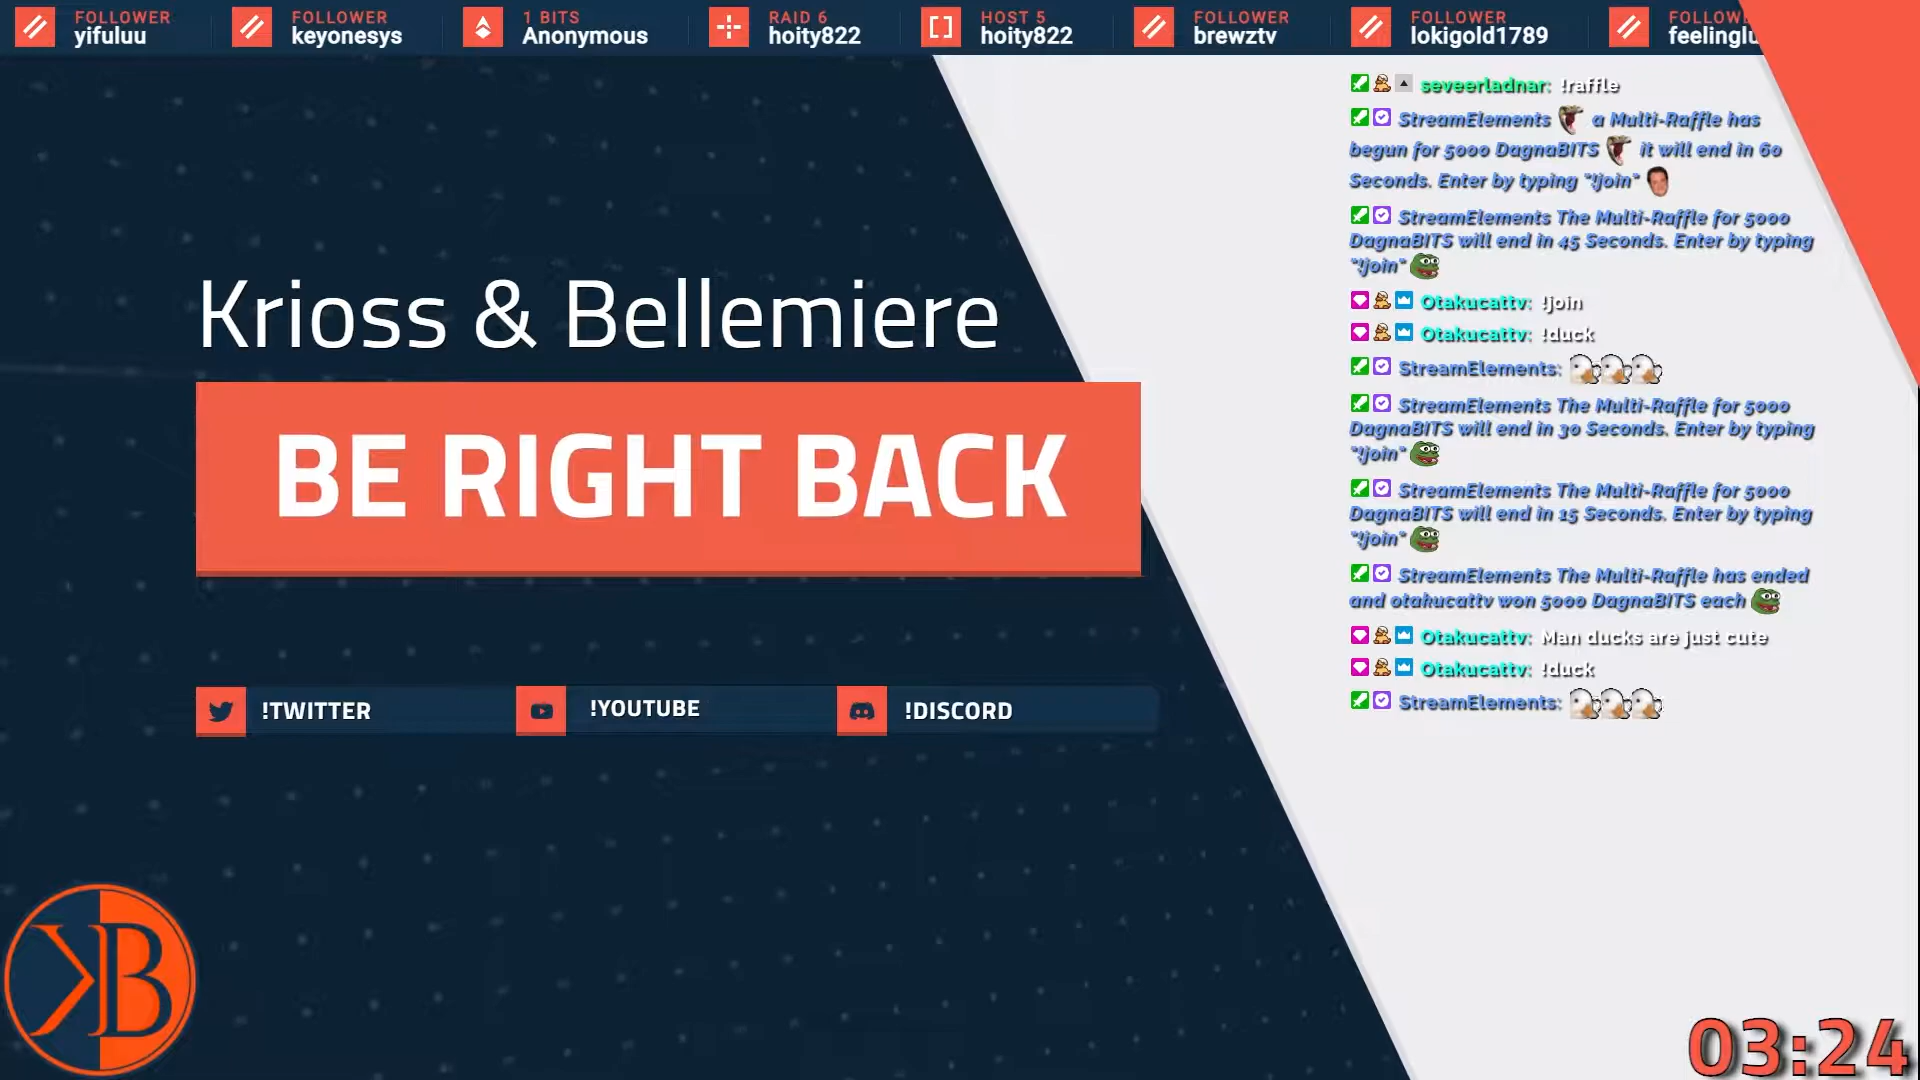 FOLLOWER
yifuluu
FOLLOWER
keyonesys
1 BITS
Anonymous
RAID 6
hoity822
HOST 5
hoity822
FOLLOWER
brewztv
FOLLOWER
lokigold1789
seveerladnar: !raffle
StreamElements a Multi-Raffle has
begun for 5000 DagnaBITS it will end in 60
Seconds. Enter by typing "!join"
StreamElements The Multi-Raffle for 5000
DagnaBITS will end in 45 Seconds. Enter by typing
"!join"
Otakucattv: !join
Otakucattv: !duck
StreamElements:
StreamElements The Multi-Raffle for 5000
DagnaBITS will end in 30 Seconds. Enter by typing
"!join"
StreamElements The Multi-Raffle for 5000
DagnaBITS will end in 15 Seconds. Enter by typing
"!join"
StreamElements The Multi-Raffle has ended
and otakucattv won 5000 DagnaBITS each
Otakucattv: Man ducks are just cute
Otakucattv: !duck
StreamElements:
Krioss & Bellemiere
BE RIGHT BACK
!TWITTER
!YOUTUBE
!DISCORD
KB
03:24